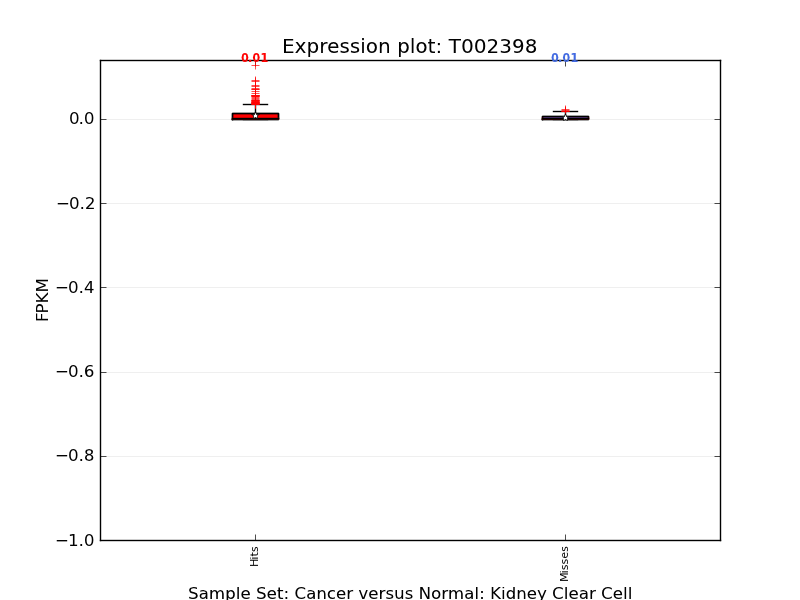 Expression plot: T002398
0.01 0.01
0.0
−0.2
−0.4
−0.6
−0.8
−1.0
FPKM
Hits Misses
Sample Set: Cancer versus Normal: Kidney Clear Cell